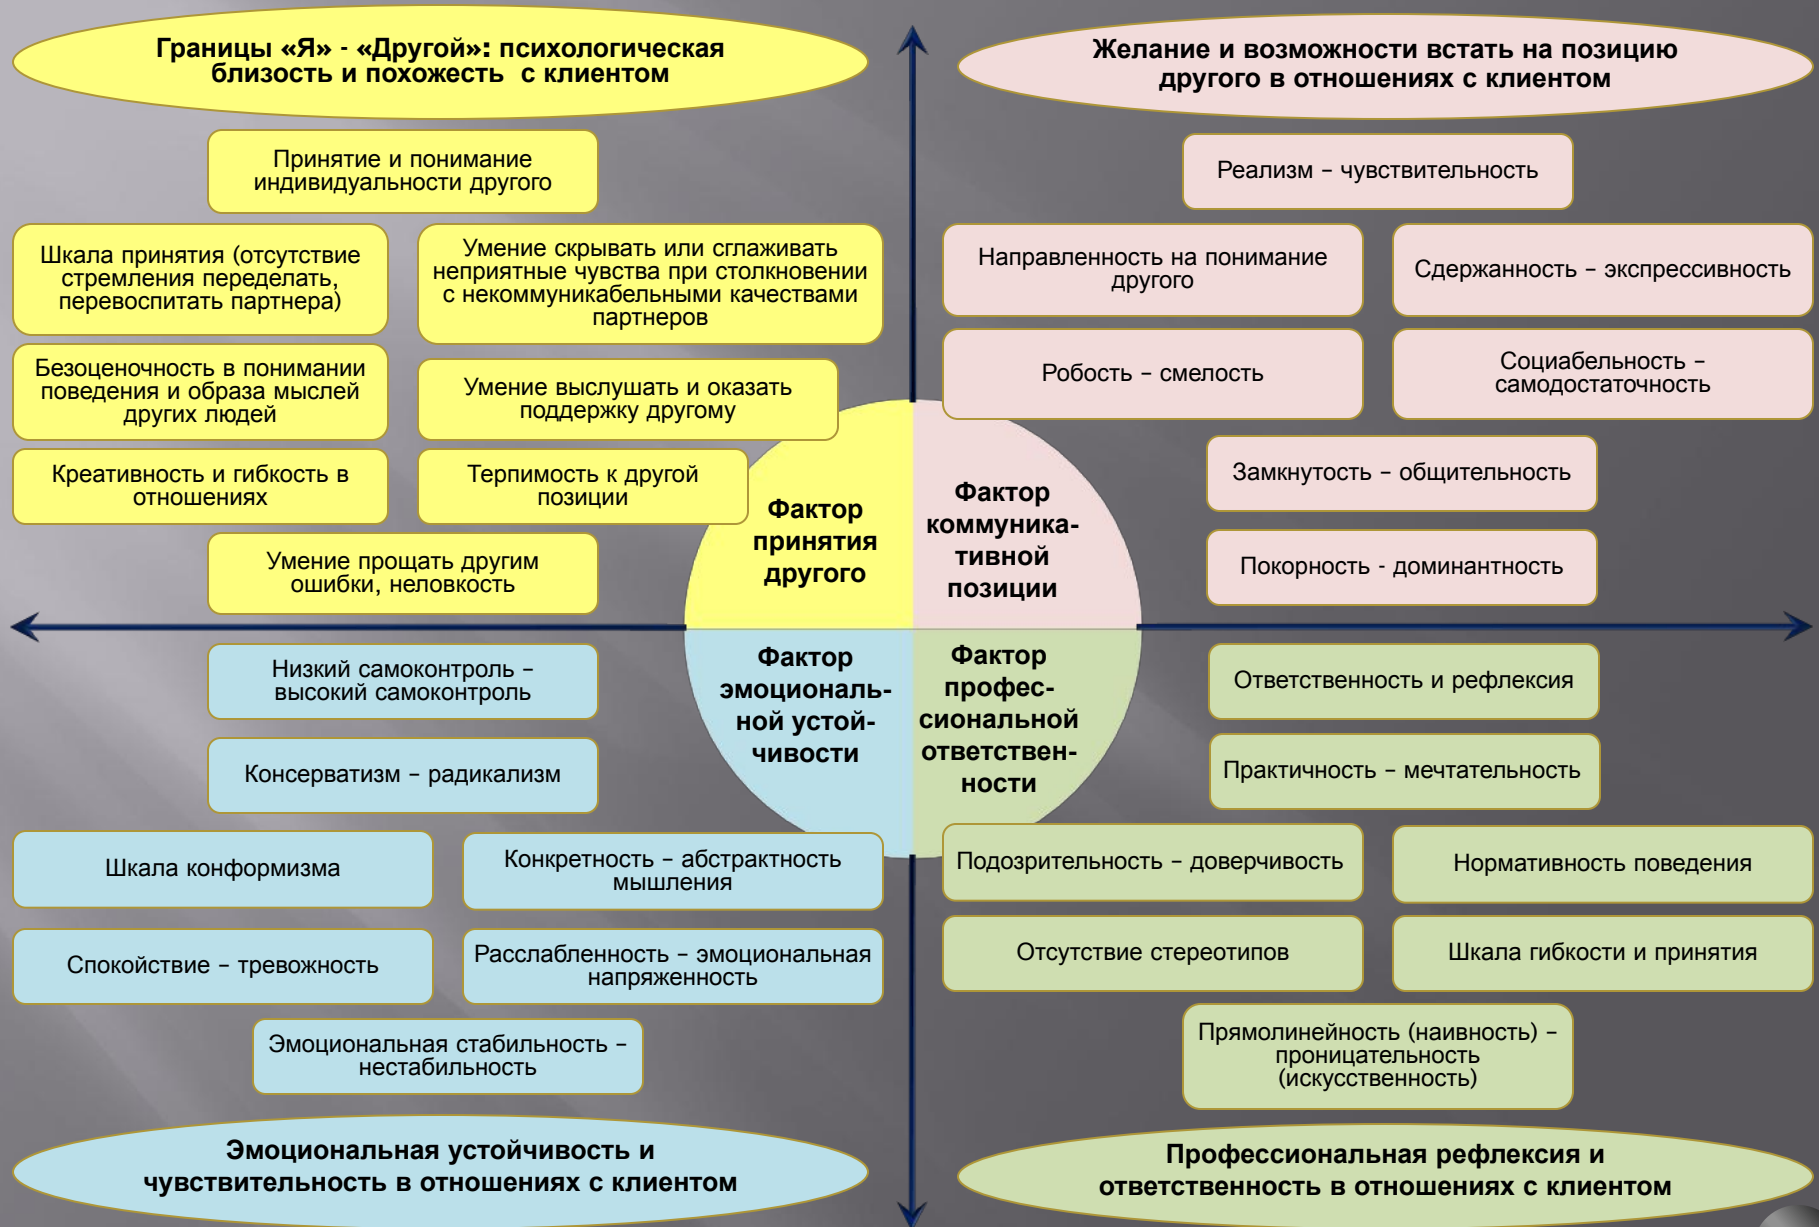 Границы «Я» - «Другой»: психологическая
близость и похожесть с клиентом
Принятие и понимание
индивидуальности другого
Шкала принятия (отсутствие
стремления переделать,
перевоспитать партнера)
Умение скрывать или сглаживать
неприятные чувства при столкновении
с некоммуникабельными качествами
партнеров
Безоценочность в понимании
поведения и образа мыслей
других людей
Умение выслушать и оказать
поддержку другому
Креативность и гибкость в
отношениях
Терпимость к другой
позиции
Умение прощать другим
ошибки, неловкость
Фактор
принятия
другого
Желание и возможности встать на позицию
другого в отношениях с клиентом
Реализм – чувствительность
Направленность на понимание
другого
Сдержанность – экспрессивность
Робость – смелость
Социабельность –
самодостаточность
Замкнутость – общительность
Покорность - доминантность
Фактор
коммуника-
тивной
позиции
Низкий самоконтроль –
высокий самоконтроль
Консерватизм – радикализм
Шкала конформизма
Конкретность – абстрактность
мышления
Спокойствие – тревожность
Расслабленность – эмоциональная
напряженность
Эмоциональная стабильность –
нестабильность
Фактор
эмоциональ-
ной устой-
чивости
Эмоциональная устойчивость и
чувствительность в отношениях с клиентом
Фактор
профес-
сиональной
ответствен-
ности
Ответственность и рефлексия
Практичность – мечтательность
Подозрительность – доверчивость
Нормативность поведения
Отсутствие стереотипов
Шкала гибкости и принятия
Прямолинейность (наивность) –
проницательность
(искусственность)
Профессиональная рефлексия и
ответственность в отношениях с клиентом